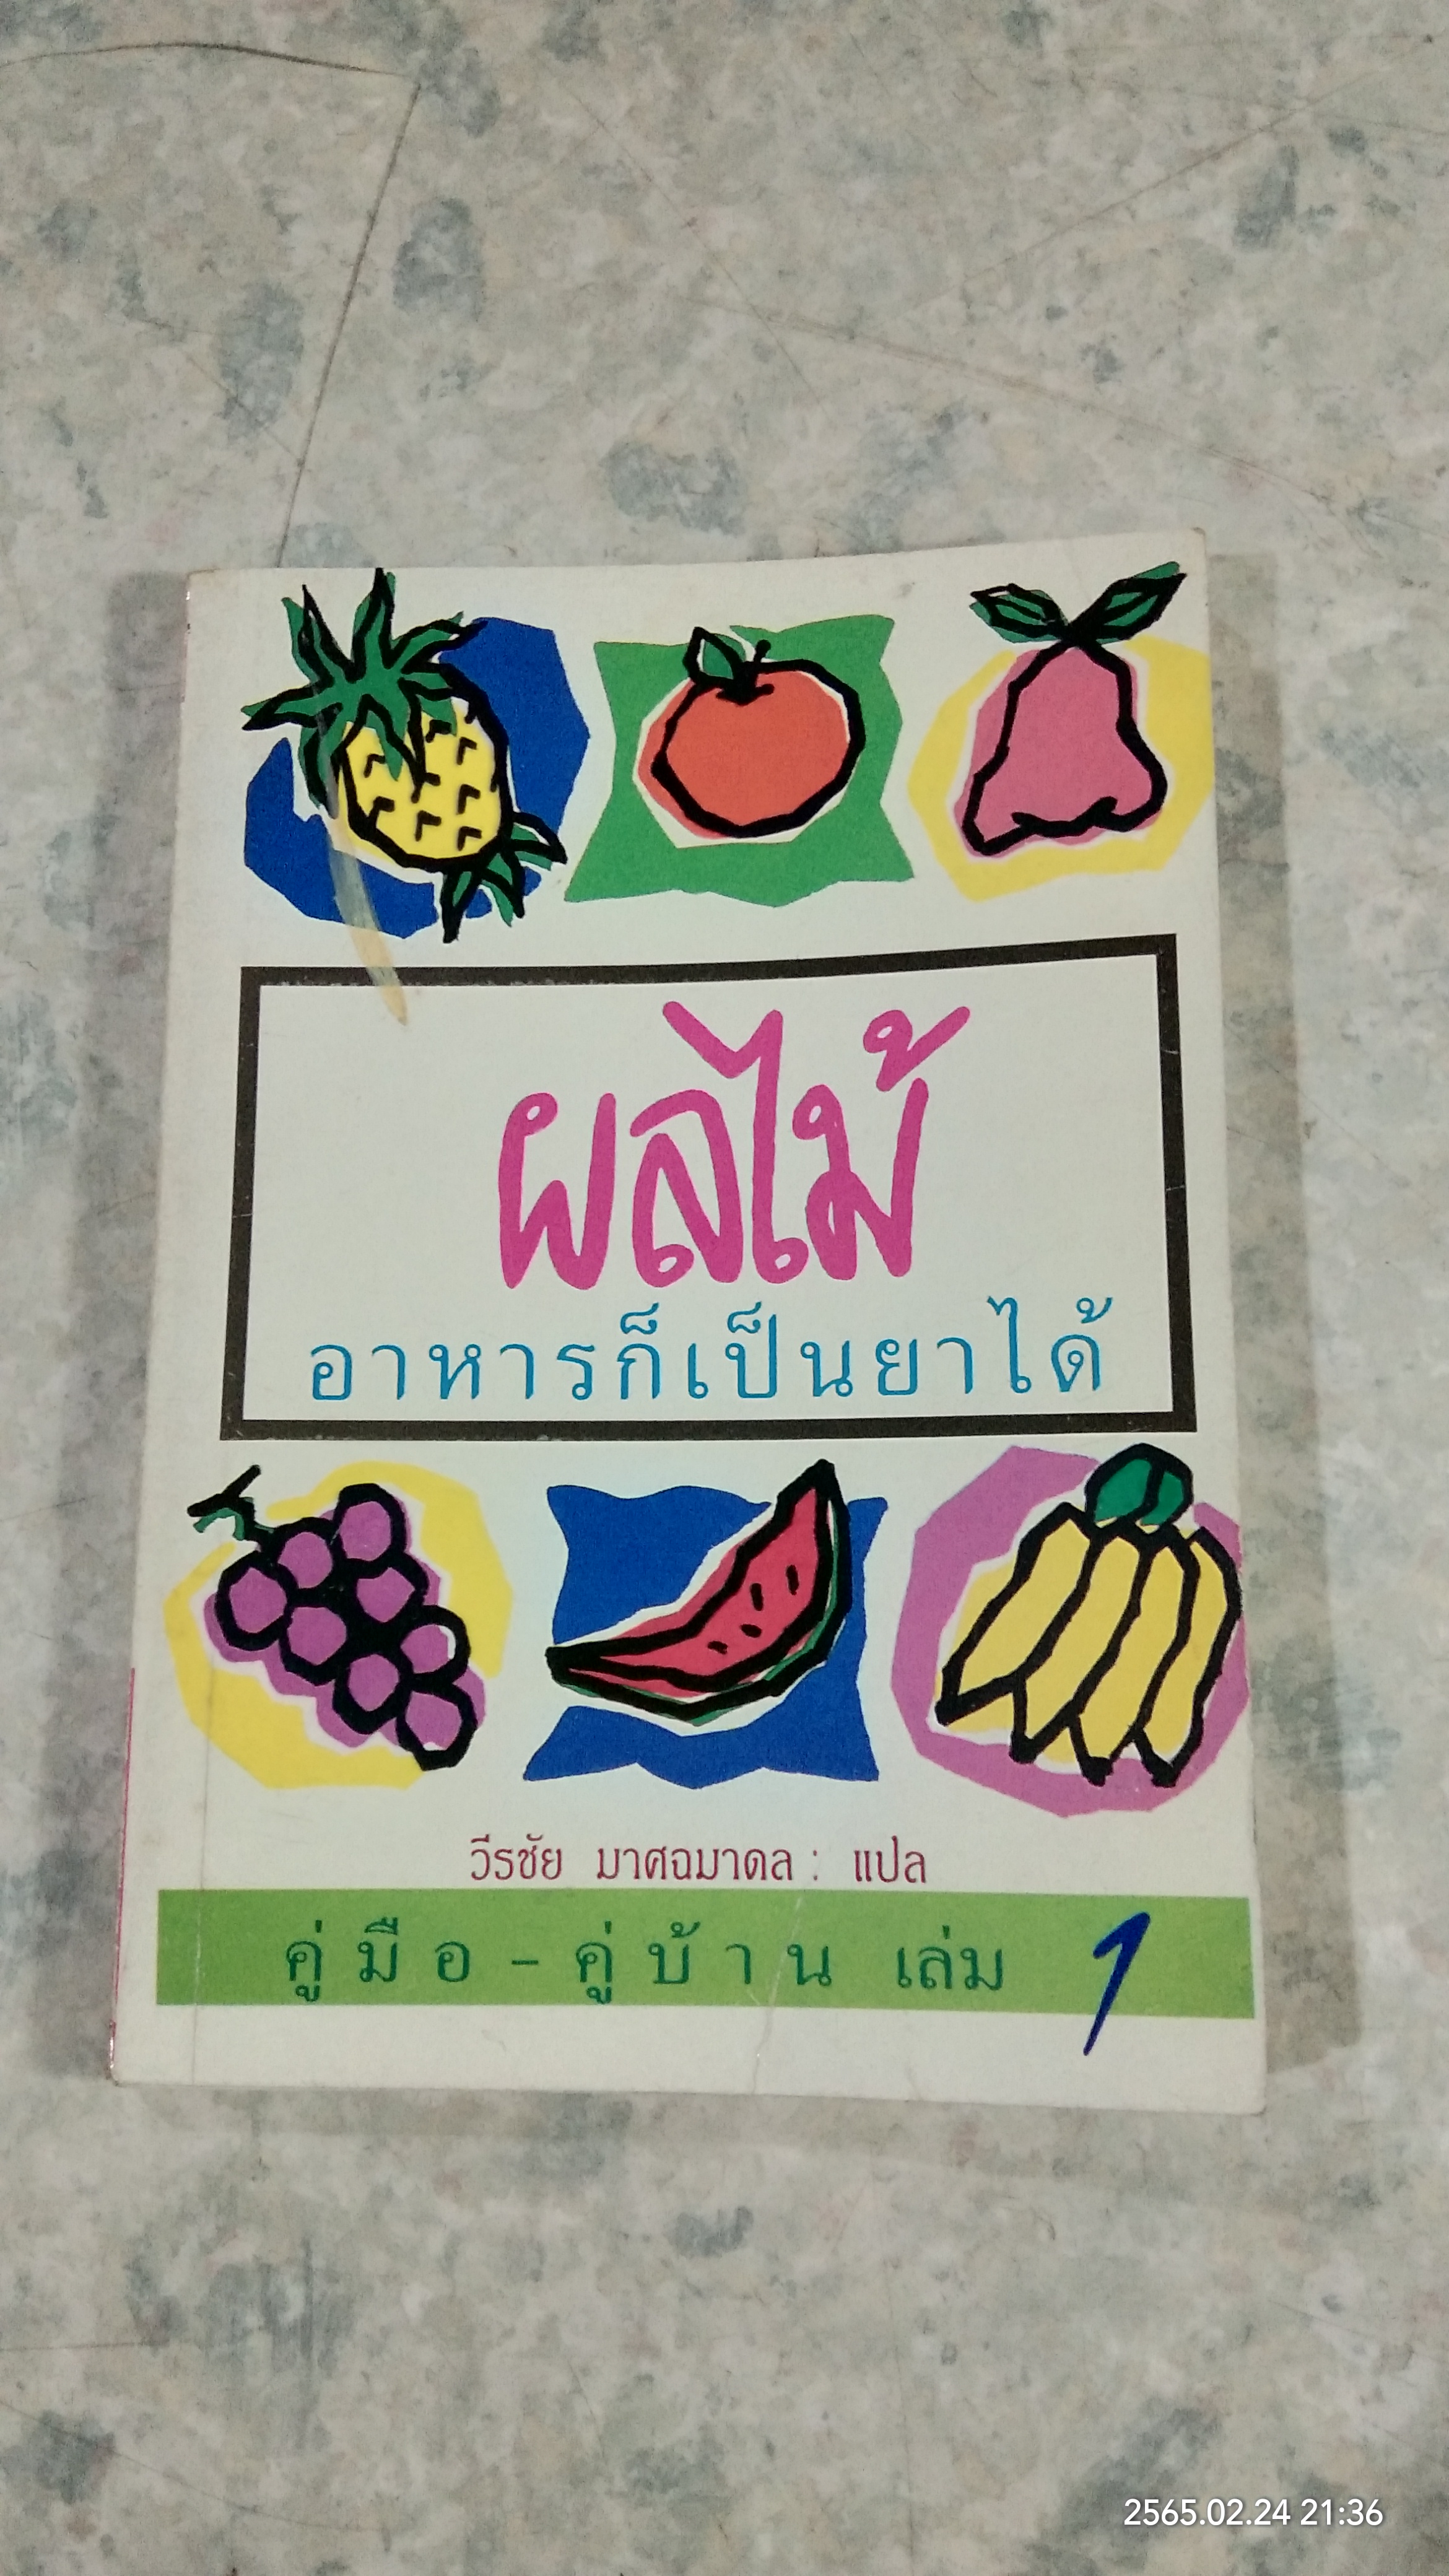 ผลไม้
อาหารก็เป็นยาได้
วีรชัย มาศฉมาดล : แปล
คู่มือ - คู่บ้าน เล่ม 1
2565.02.24 21:36